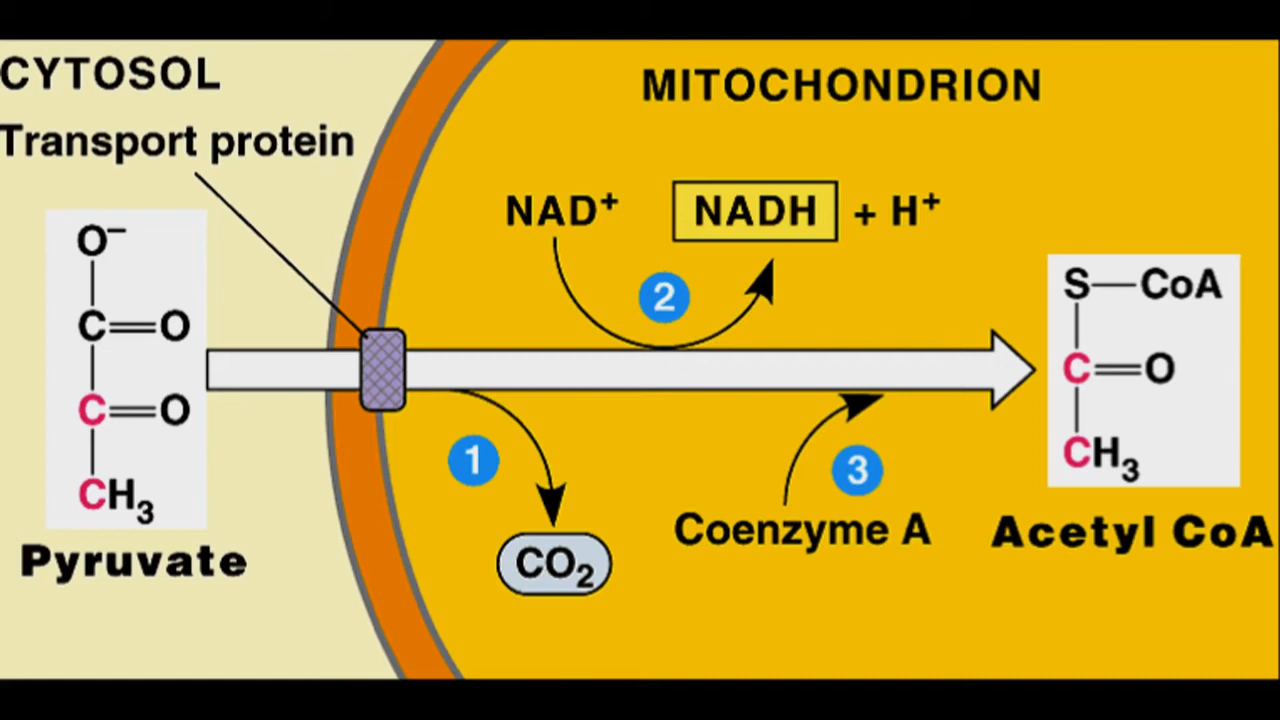 CYTOSOL
Transport protein
MITOCHONDRION
NAD⁺ NADH + H⁺
2
O⁻
C=O
C=O
CH₃
Pyruvate
1
CO₂
3
Coenzyme A
S—CoA
C=O
CH₃
Acetyl CoA